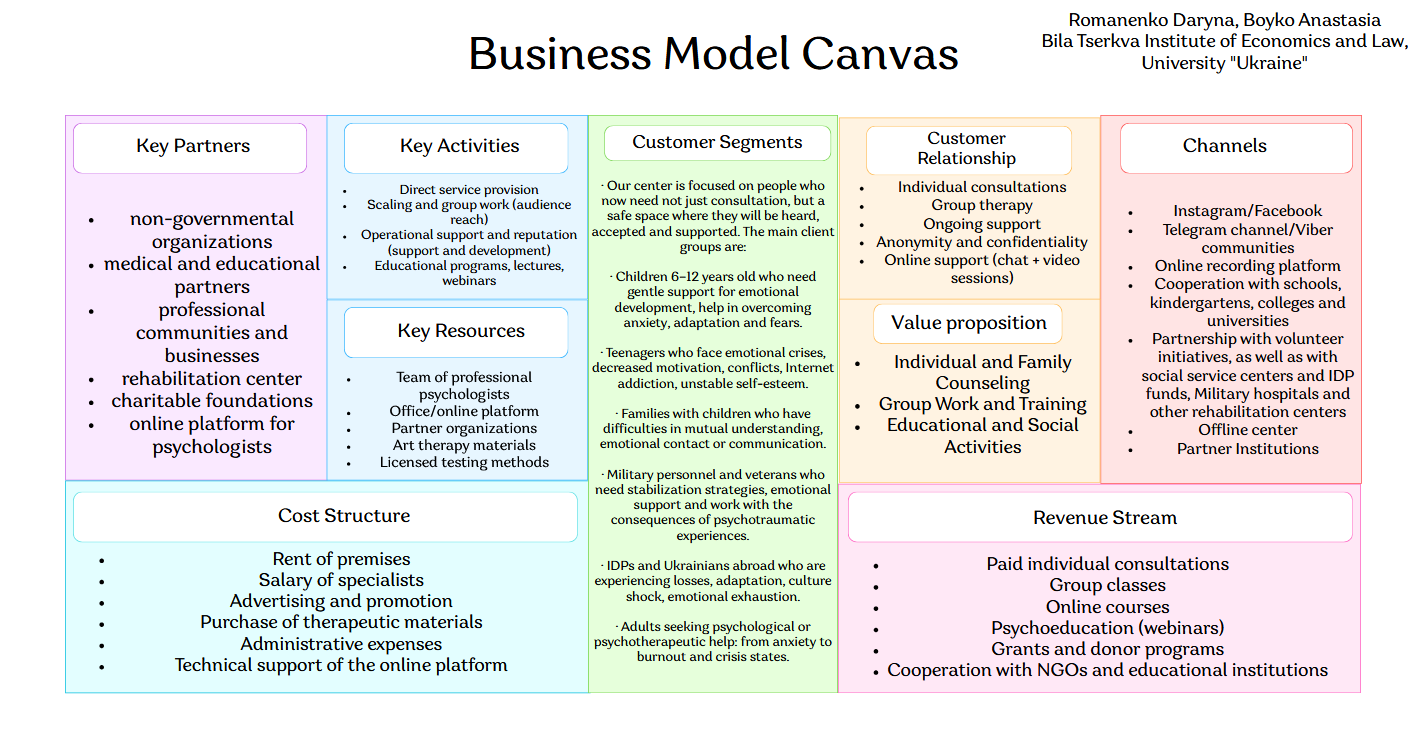 Romanenko Daryna, Boyko Anastasia
Bila Tserkva Institute of Economics and Law,
University "Ukraine"
Business Model Canvas
Key Partners
• non-governmental
organizations
• medical and educational
partners
• professional
communities and
businesses
• rehabilitation center
• charitable foundations
• online platform for
psychologists
Key Activities
• Direct service provision
• Scaling and group work (audience
reach)
• Operational support and reputation
(support and development)
• Educational programs, lectures,
webinars
Key Resources
• Team of professional
psychologists
• Office/online platform
• Partner organizations
• Art therapy materials
• Licensed testing methods
Customer Segments
· Our center is focused on people who
now need not just consultation, but a
safe space where they will be heard,
accepted and supported. The main client
groups are:
· Children 6–12 years old who need
gentle support for emotional
development, help in overcoming
anxiety, adaptation and fears.
· Teenagers who face emotional crises,
decreased motivation, conflicts, Internet
addiction, unstable self-esteem.
· Families with children who have
difficulties in mutual understanding,
emotional contact or communication.
· Military personnel and veterans who
need stabilization strategies, emotional
support and work with the
consequences of psychotraumatic
experiences.
· IDPs and Ukrainians abroad who are
experiencing losses, adaptation, culture
shock, emotional exhaustion.
· Adults seeking psychological or
psychotherapeutic help: from anxiety to
burnout and crisis states.
Customer
Relationship
• Individual consultations
• Group therapy
• Ongoing support
• Anonymity and confidentiality
• Online support (chat + video
sessions)
Value proposition
• Individual and Family
Counseling
• Group Work and Training
• Educational and Social
Activities
Channels
• Instagram/Facebook
• Telegram channel/Viber
communities
• Online recording platform
• Cooperation with schools,
kindergartens, colleges and
universities
• Partnership with volunteer
initiatives, as well as with
social service centers and IDP
funds, Military hospitals and
other rehabilitation centers
• Offline center
• Partner Institutions
Cost Structure
• Rent of premises
• Salary of specialists
• Advertising and promotion
• Purchase of therapeutic materials
• Administrative expenses
• Technical support of the online platform
Revenue Stream
• Paid individual consultations
• Group classes
• Online courses
• Psychoeducation (webinars)
• Grants and donor programs
• Cooperation with NGOs and educational institutions